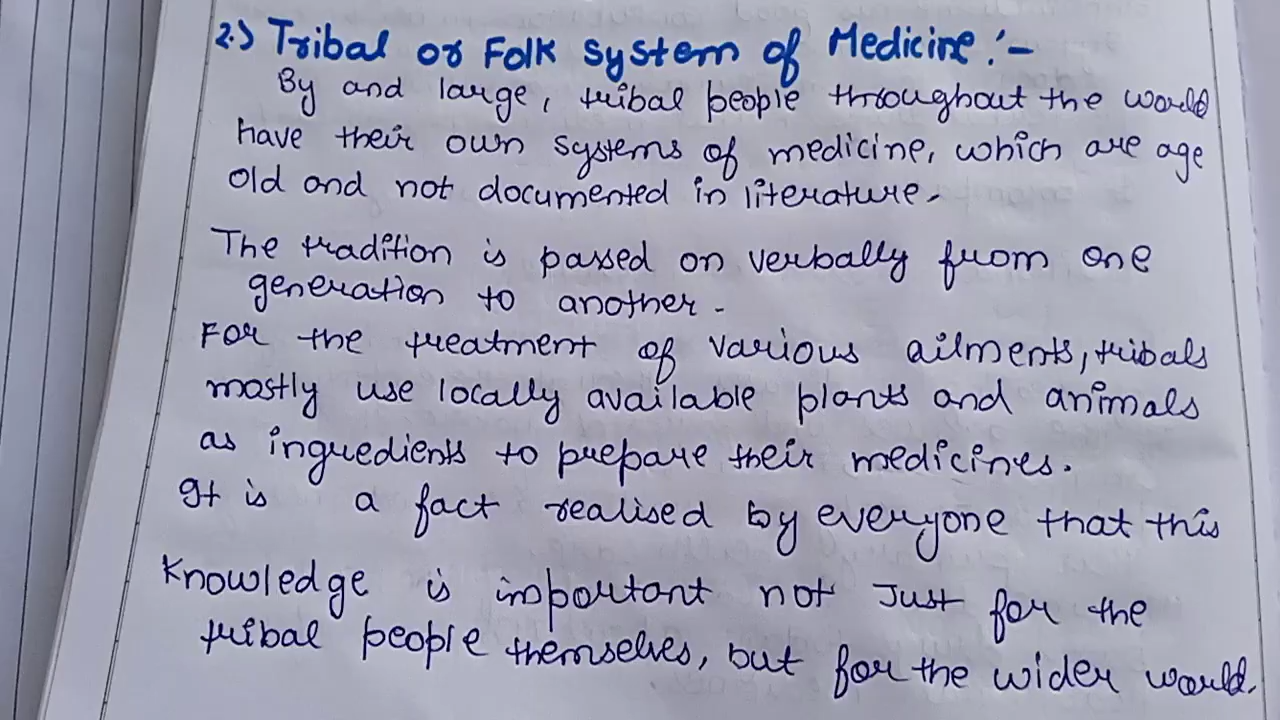 2.) Tribal or Folk System of Medicine :-
By and large, tribal people throughout the world
have their own systems of medicine, which are age
old and not documented in literature.
The tradition is passed on verbally from one
generation to another.
For the treatment of various ailments, tribals
mostly use locally available plants and animals
as ingredients to prepare their medicines.
It is a fact realised by everyone that this
Knowledge is important not Just for the
tribal people themselves, but for the wider world.